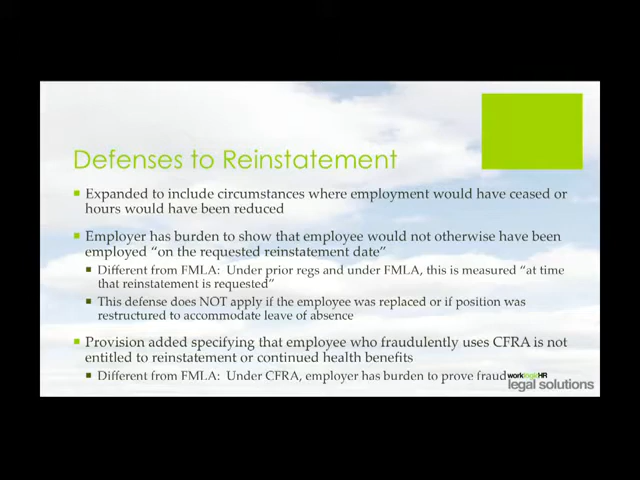 Defenses to Reinstatement
Expanded to include circumstances where employment would have ceased or
hours would have been reduced
Employer has burden to show that employee would not otherwise have been
employed “on the requested reinstatement date”
Different from FMLA: Under prior regs and under FMLA, this is measured “at time
that reinstatement is requested”
This defense does NOT apply if the employee was replaced or if position was
restructured to accommodate leave of absence
Provision added specifying that employee who fraudulently uses CFRA is not
entitled to reinstatement or continued health benefits
Different from FMLA: Under CFRA, employer has burden to prove fraud
worklogicHR
legal solutions